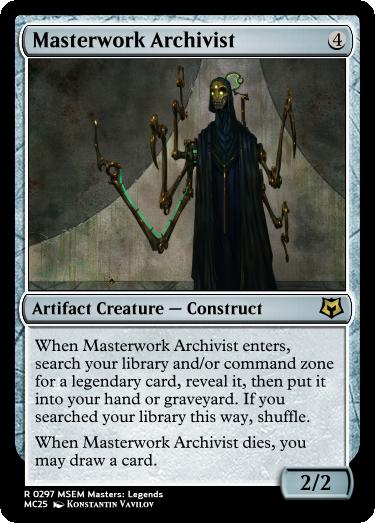 Masterwork Archivist 4
Artifact Creature — Construct
When Masterwork Archivist enters,
search your library and/or command zone
for a legendary card, reveal it, then put it
into your hand or graveyard. If you
searched your library this way, shuffle.
When Masterwork Archivist dies, you
may draw a card.
2/2
R 0297 MSEM Masters: Legends
MC25 Konstantin Vavilov